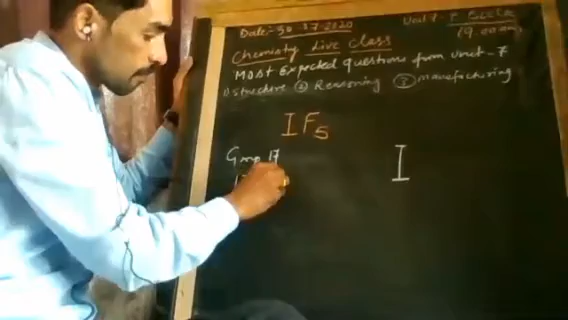 Date:- 30-07-2020
Unit 7 - P Block
(9.00 am)
Chemistry Live Class
Most Expected questions from Unit-7
① Structure ② Reasoning ③ Manufacturing
IF₅
Group 17
I